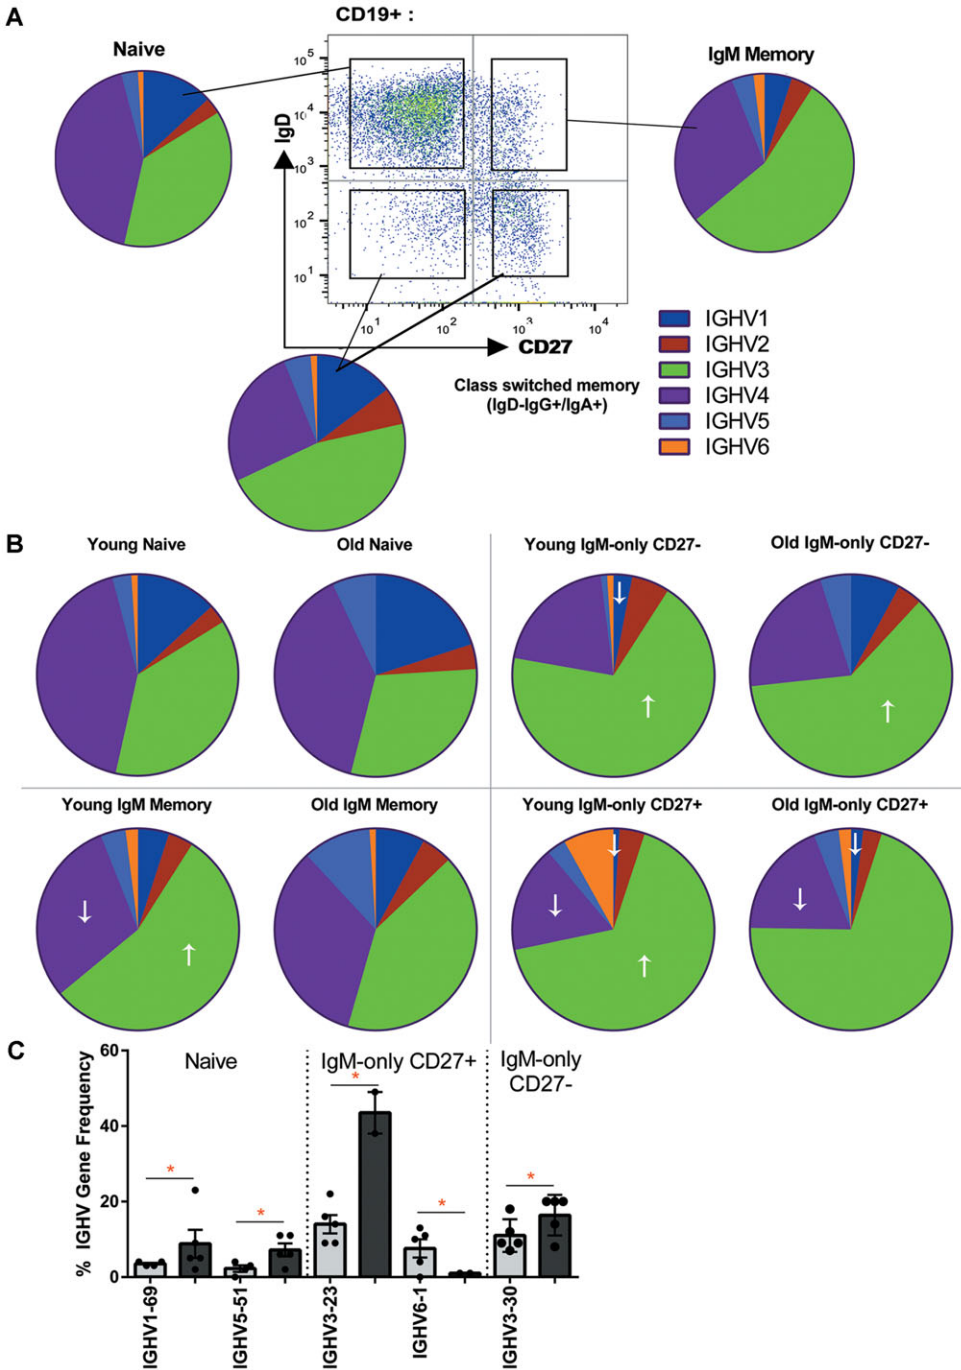 A
CD19+ :
Naive
IgM Memory
IgD
10^5
10^4
10^3
10^2
10^1
10^1
10^2
10^3
10^4
CD27
Class switched memory
(IgD-IgG+/IgA+)
IGHV1
IGHV2
IGHV3
IGHV4
IGHV5
IGHV6
B
Young Naive
Old Naive
Young IgM-only CD27-
Old IgM-only CD27-
Young IgM Memory
Old IgM Memory
Young IgM-only CD27+
Old IgM-only CD27+
C
% IGHV Gene Frequency
60
40
20
0
Naive
IgM-only CD27+
IgM-only
CD27-
*
*
*
*
*
IGHV1-69
IGHV5-51
IGHV3-23
IGHV6-1
IGHV3-30